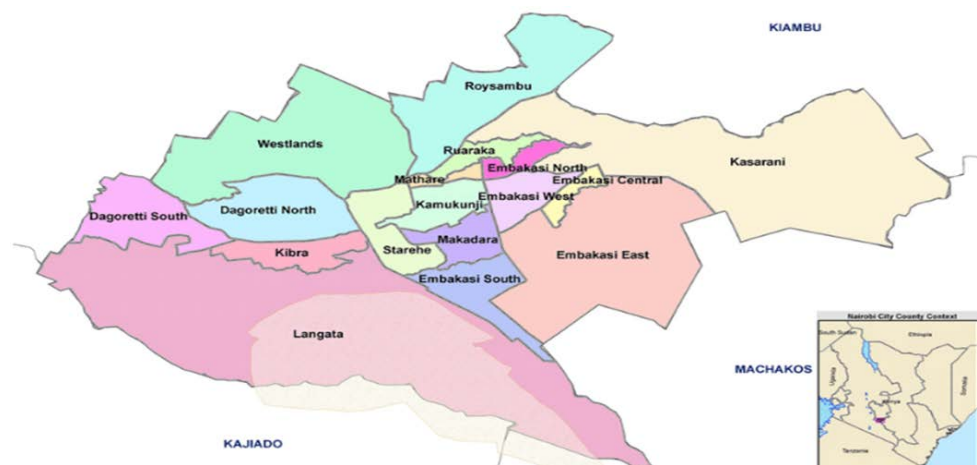 KIAMBU
Roysambu
Westlands
Ruaraka
Kasarani
Embakasi North
Mathare
Embakasi Central
Embakasi West
Kamukunji
Dagoretti South
Dagoretti North
Makadara
Starehe
Kibra
Embakasi East
Embakasi South
Langata
MACHAKOS
KAJIADO
Nairobi City County Context
South Sudan
Ethiopia
Uganda
Kenya
Somalia
Tanzania